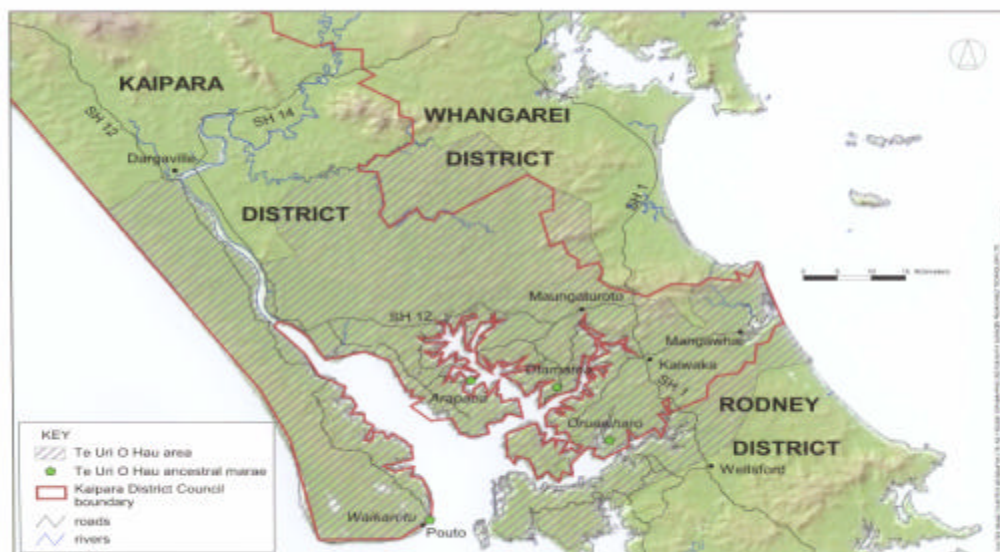 KAIPARA
SH 12
SH 14
WHANGAREI
DISTRICT
Dargaville
DISTRICT
SH 1
Maungaturoto
SH 12
Mangawhai
Kaiwaka
Otamatea
SH 1
Arapaoa
Oruawharo
RODNEY
DISTRICT
Wellsford
Waikaretu
Pouto
KEY
Te Uri O Hau area
Te Uri O Hau ancestral marae
Kaipara District Council
boundary
roads
rivers